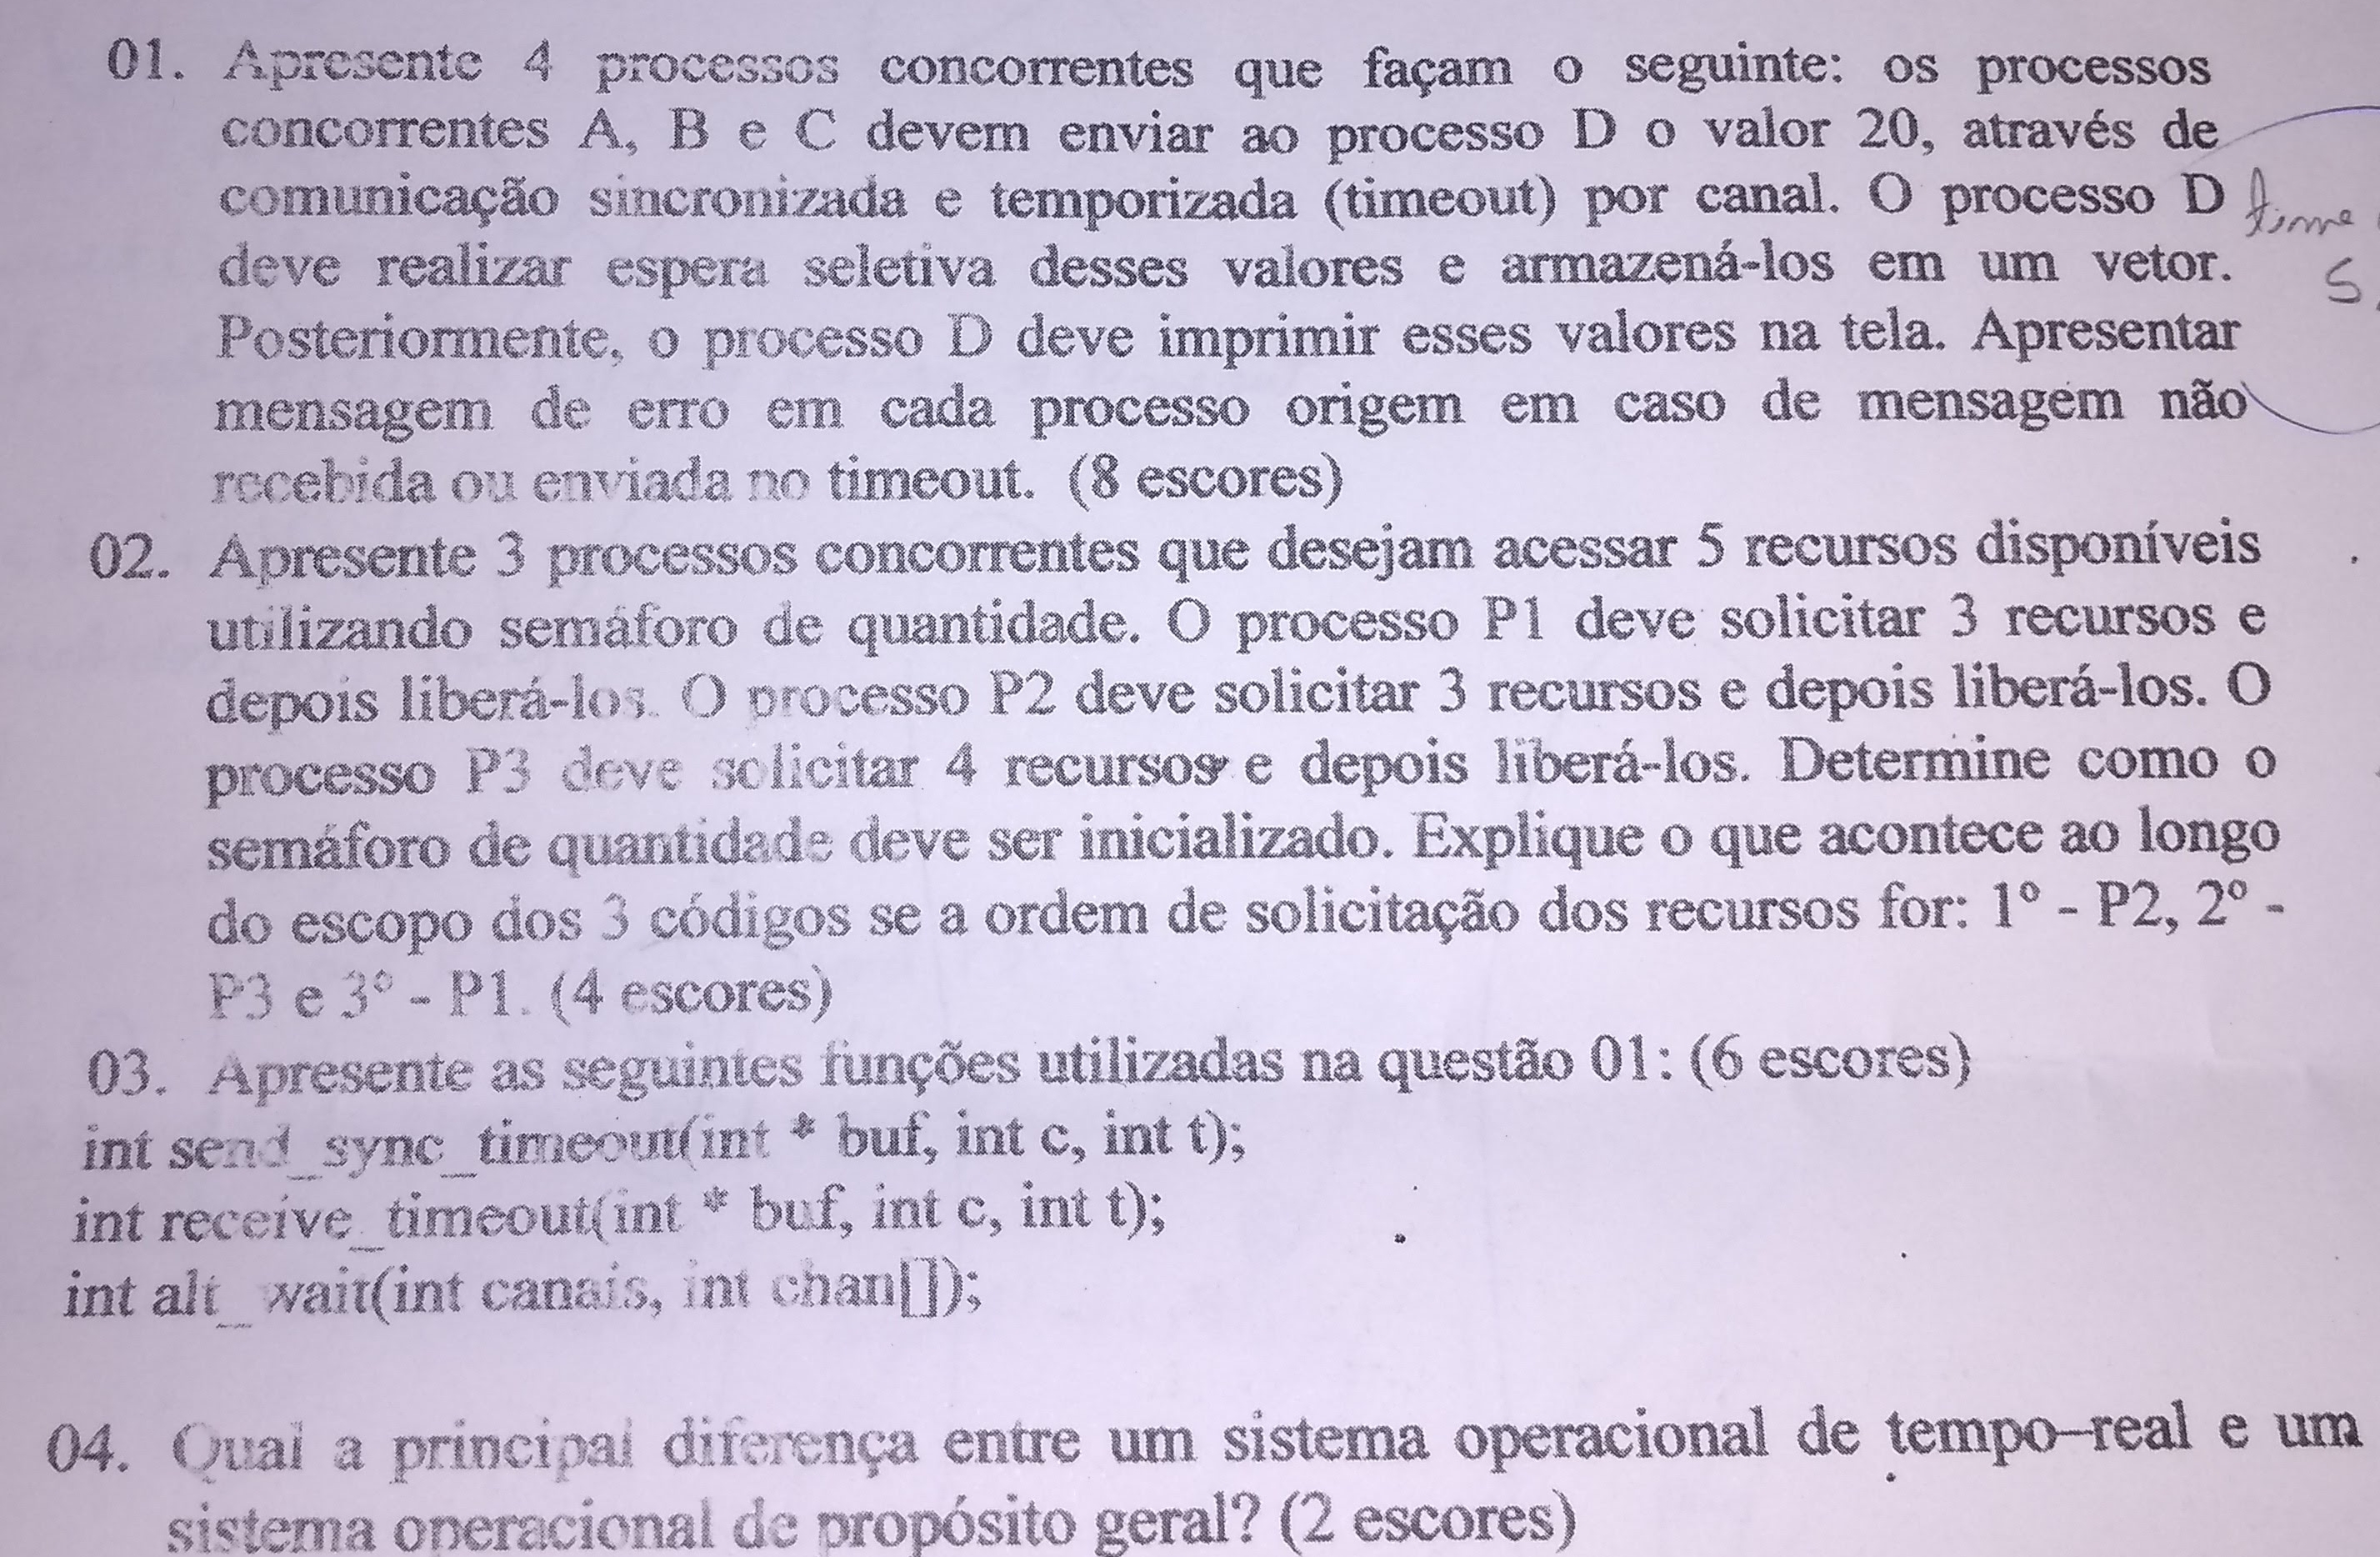 01. Apresente 4 processos concorrentes que façam o seguinte: os processos
concorrentes A, B e C devem enviar ao processo D o valor 20, através de
comunicação sincronizada e temporizada (timeout) por canal. O processo D
time
deve realizar espera seletiva desses valores e armazená-los em um vetor.
S
Posteriormente, o processo D deve imprimir esses valores na tela. Apresentar
mensagem de erro em cada processo origem em caso de mensagem não
recebida ou enviada no timeout. (8 escores)
02. Apresente 3 processos concorrentes que desejam acessar 5 recursos disponíveis
utilizando semáforo de quantidade. O processo P1 deve solicitar 3 recursos e
depois liberá-los. O processo P2 deve solicitar 3 recursos e depois liberá-los. O
processo P3 deve solicitar 4 recursos e depois liberá-los. Determine como o
semáforo de quantidade deve ser inicializado. Explique o que acontece ao longo
do escopo dos 3 códigos se a ordem de solicitação dos recursos for: 1º - P2, 2º -
P3 e 3º - P1. (4 escores)
03. Apresente as seguintes funções utilizadas na questão 01: (6 escores)
int send_sync_timeout(int * buf, int c, int t);
int receive_timeout(int * buf, int c, int t);
int alt_wait(int canais, int chan[]);
04. Qual a principal diferença entre um sistema operacional de tempo-real e um
sistema operacional de propósito geral? (2 escores)